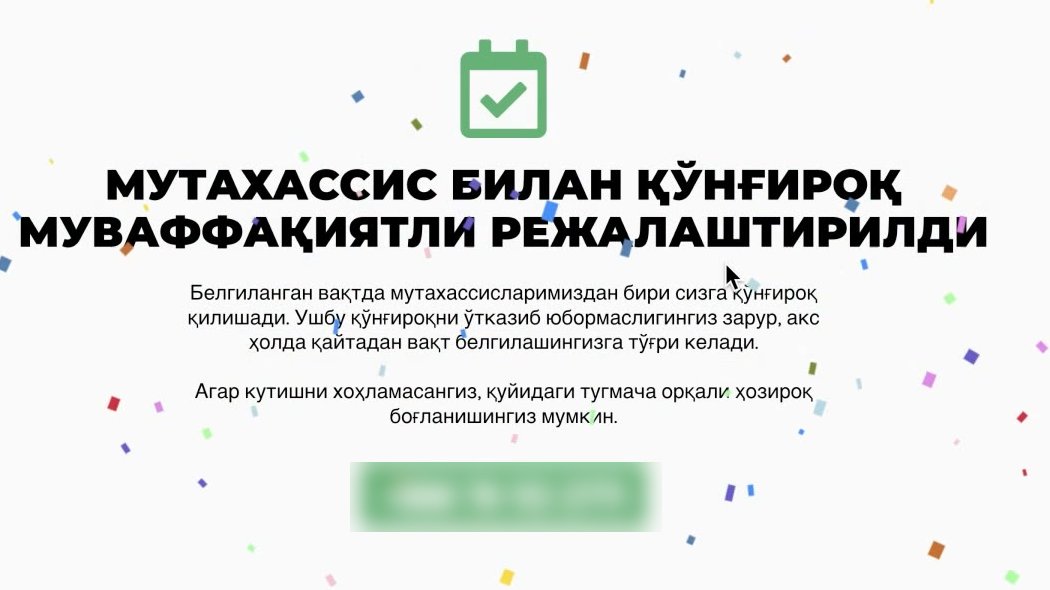 МУТАХАССИС БИЛАН ҚЎНҒИРОҚ
МУВАФФАҚИЯТЛИ РЕЖАЛАШТИРИЛДИ
Белгиланган вақтда мутахассисларимиздан бири сизга қўнғироқ
қилишади. Ушбу қўнғироқни ўтказиб юбормаслигингиз зарур, акс
ҳолда қайтадан вақт белгилашингизга тўғри келади.
Агар кутишни хоҳламасангиз, қуйидаги тугмача орқали ҳозироқ
боғланишингиз мумкин.